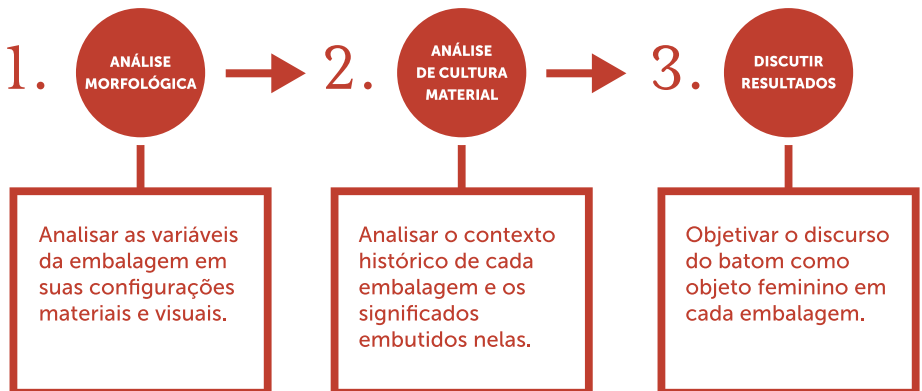 1.
ANÁLISE
MORFOLÓGICA
2.
ANÁLISE
DE CULTURA
MATERIAL
3.
DISCUTIR
RESULTADOS
Analisar as variáveis
da embalagem em
suas configurações
materiais e visuais.
Analisar o contexto
histórico de cada
embalagem e os
significados
embutidos nelas.
Objetivar o discurso
do batom como
objeto feminino em
cada embalagem.